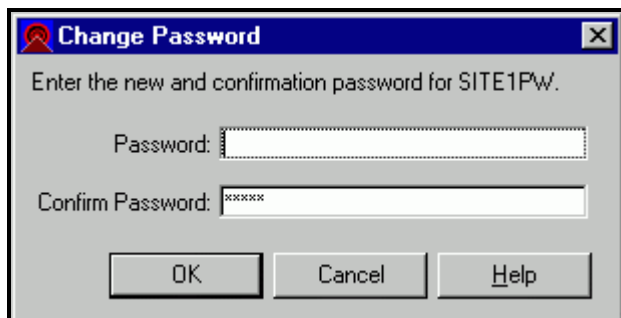 Change Password
Enter the new and confirmation password for SITE1PW.
Password:
Confirm Password: *****
OK Cancel Help